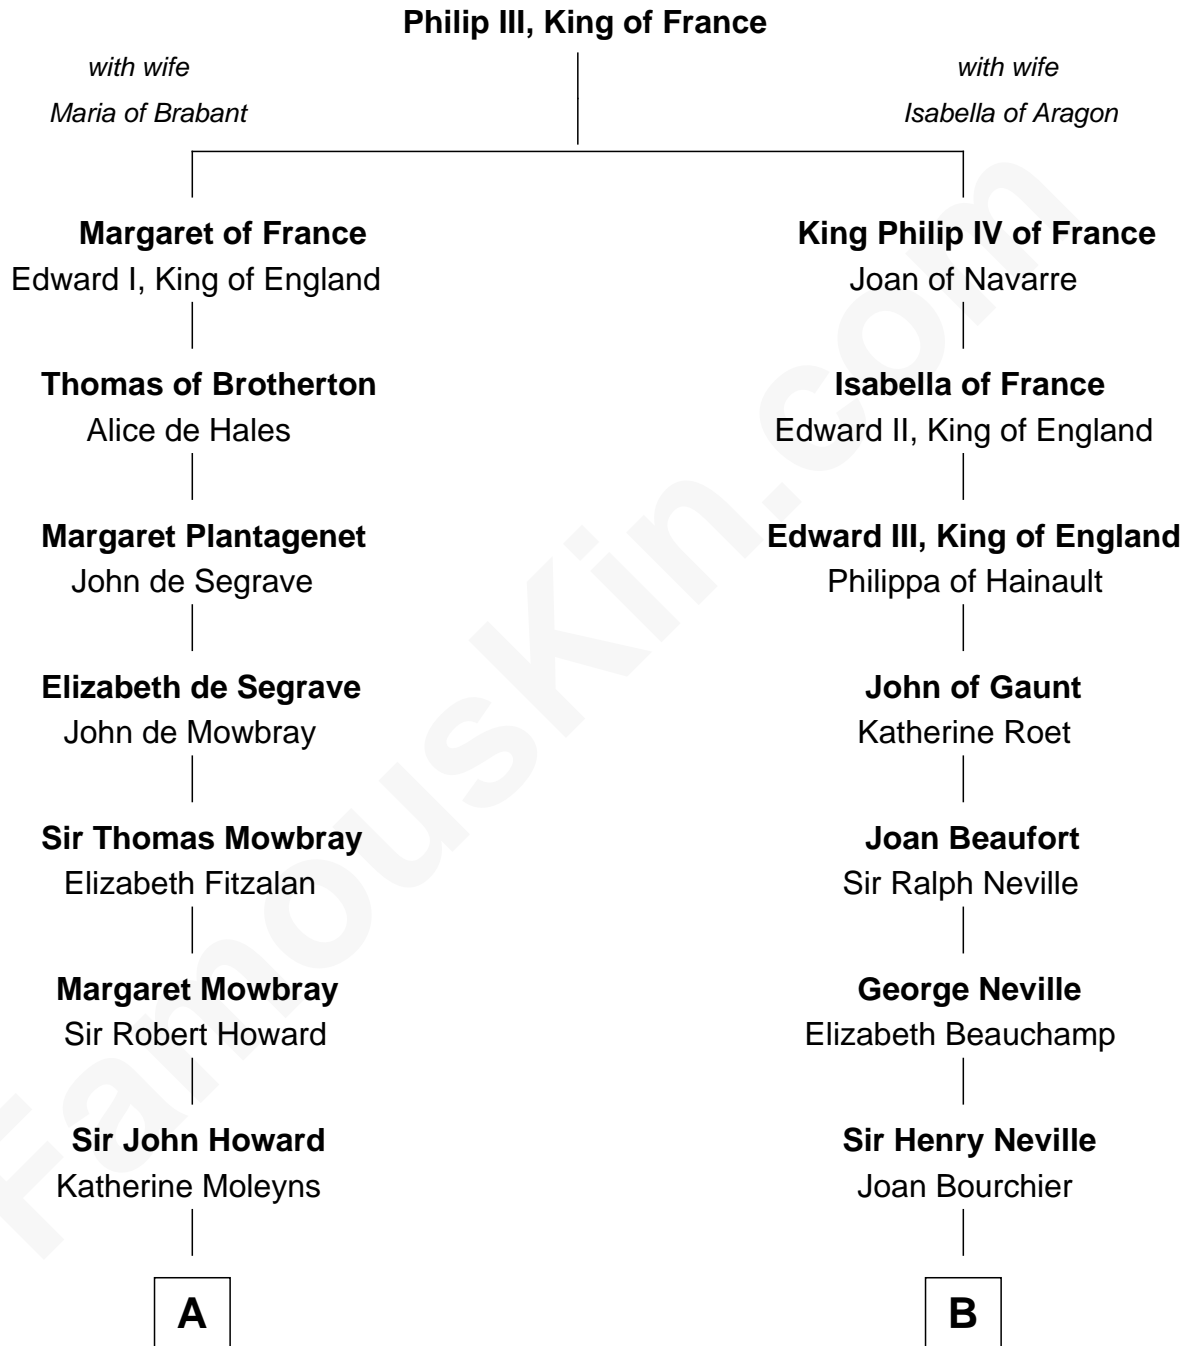 Philip III, King of France
with wife
Maria of Brabant
with wife
Isabella of Aragon
Margaret of France
Edward I, King of England
King Philip IV of France
Joan of Navarre
Thomas of Brotherton
Alice de Hales
Isabella of France
Edward II, King of England
Margaret Plantagenet
John de Segrave
Edward III, King of England
Philippa of Hainault
Elizabeth de Segrave
John de Mowbray
John of Gaunt
Katherine Roet
Sir Thomas Mowbray
Elizabeth Fitzalan
Joan Beaufort
Sir Ralph Neville
Margaret Mowbray
Sir Robert Howard
George Neville
Elizabeth Beauchamp
Sir John Howard
Katherine Moleyns
Sir Henry Neville
Joan Bourchier
A
B
FamousKin.com